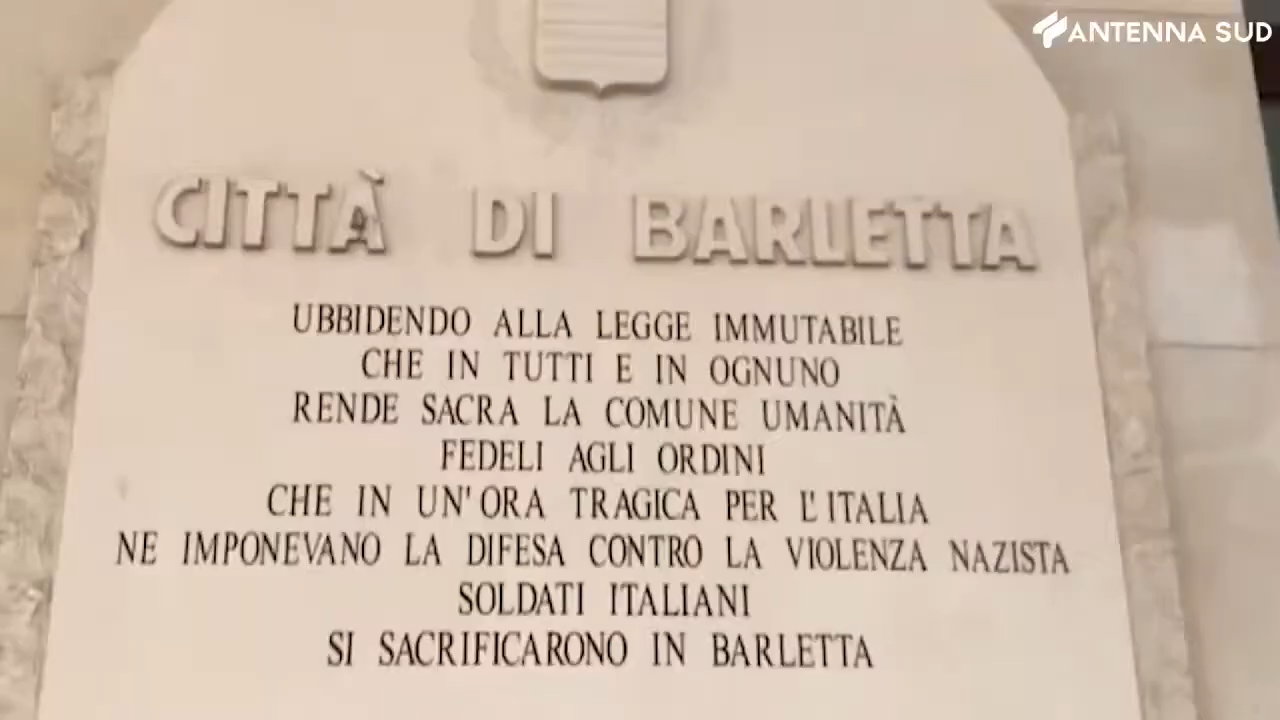 ANTENNA SUD
CITTÀ DI BARLETTA
UBBIDENDO ALLA LEGGE IMMUTABILE
CHE IN TUTTI E IN OGNUNO
RENDE SACRA LA COMUNE UMANITÀ
FEDELI AGLI ORDINI
CHE IN UN'ORA TRAGICA PER L'ITALIA
NE IMPONEVANO LA DIFESA CONTRO LA VIOLENZA NAZISTA
SOLDATI ITALIANI
SI SACRIFICARONO IN BARLETTA